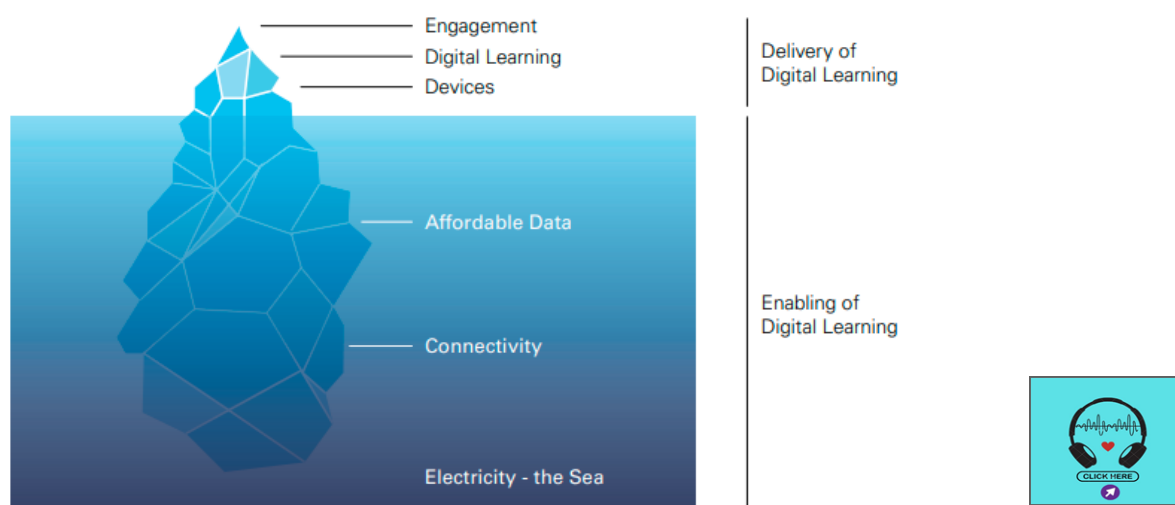 Engagement
Digital Learning
Devices
Delivery of
Digital Learning
Affordable Data
Connectivity
Enabling of
Digital Learning
Electricity - the Sea
CLICK HERE